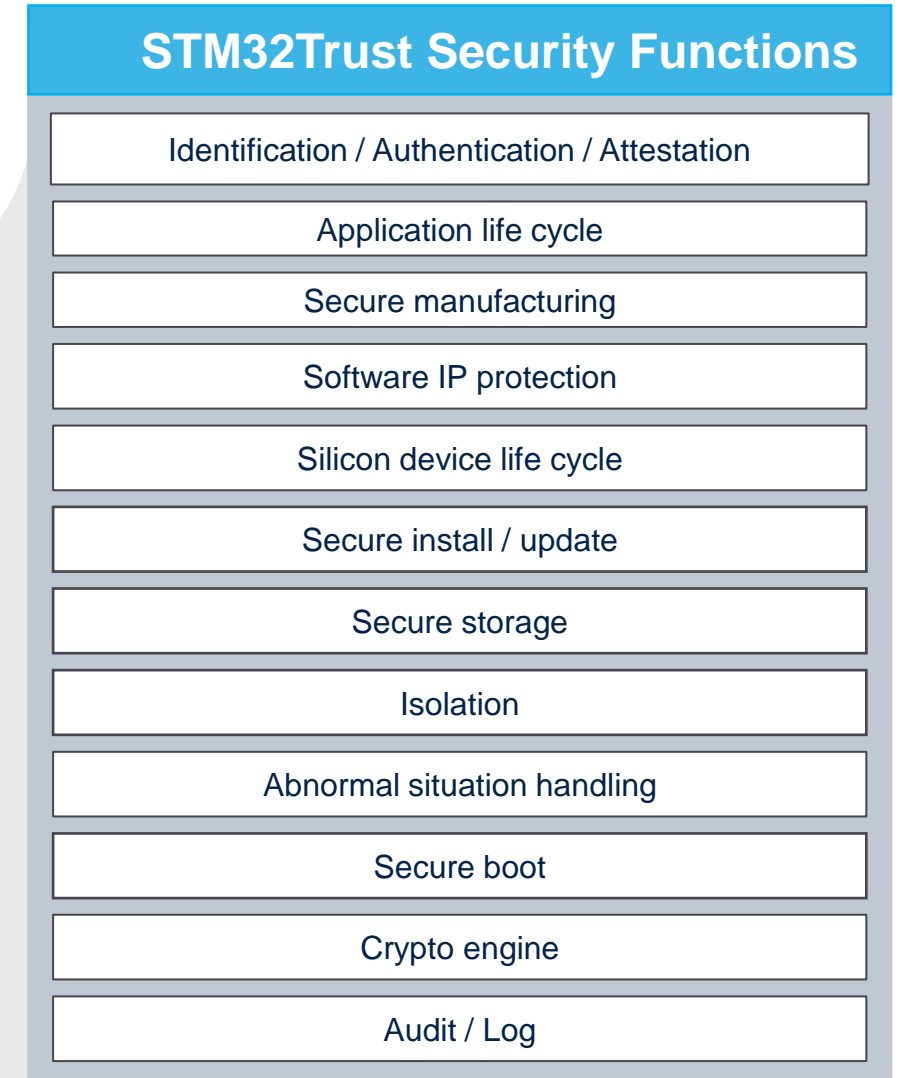 STM32Trust Security Functions
Identification / Authentication / Attestation
Application life cycle
Secure manufacturing
Software IP protection
Silicon device life cycle
Secure install / update
Secure storage
Isolation
Abnormal situation handling
Secure boot
Crypto engine
Audit / Log